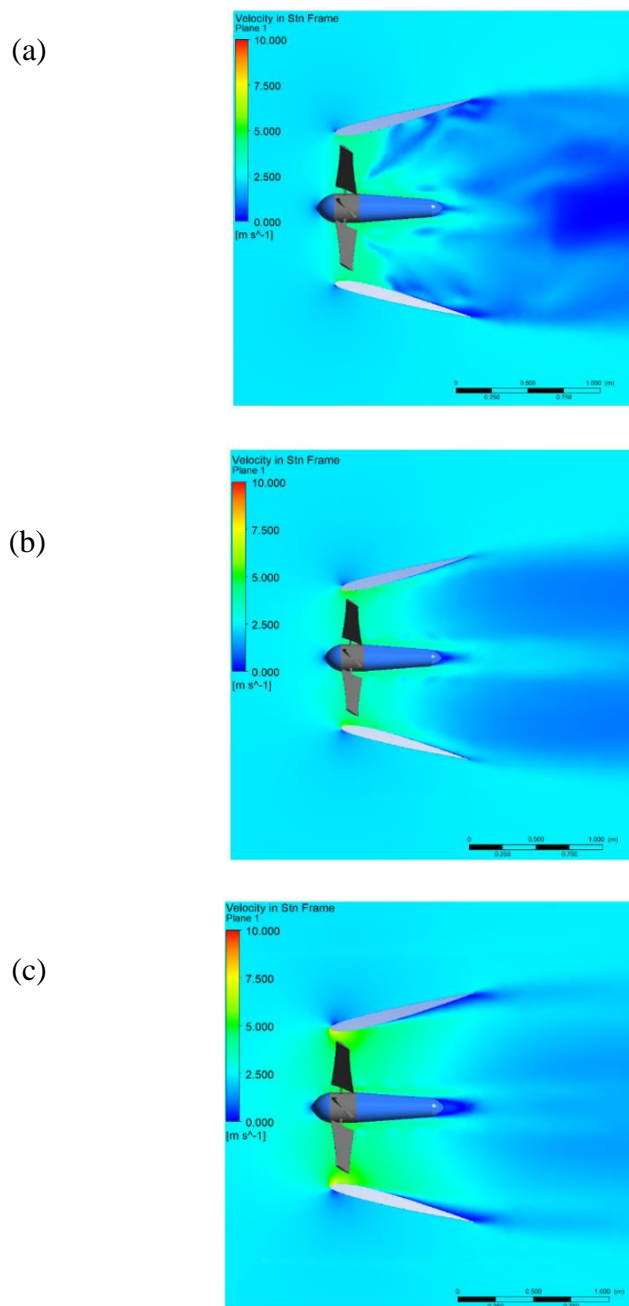 (a)
Velocity in Stn Frame
Plane 1
10.000
7.500
5.000
2.500
0.000
[m s^-1]
0 0.500 1.000 (m)
0.250 0.750
(b)
Velocity in Stn Frame
Plane 1
10.000
7.500
5.000
2.500
0.000
[m s^-1]
0 0.500 1.000 (m)
0.250 0.750
(c)
Velocity in Stn Frame
Plane 1
10.000
7.500
5.000
2.500
0.000
[m s^-1]
0 0.500 1.000 (m)